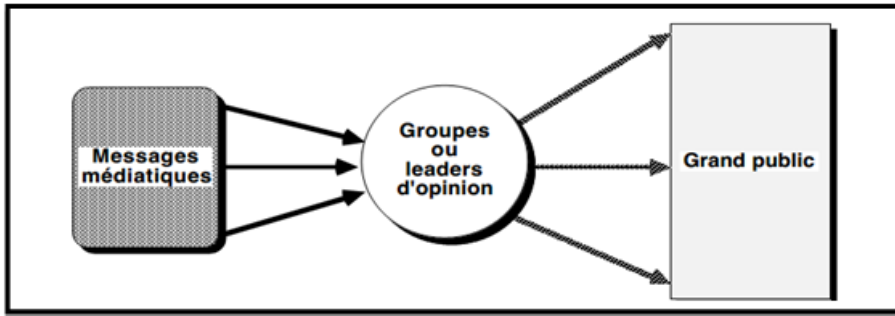 Messages
médiatiques
Groupes
ou
leaders
d'opinion
Grand public